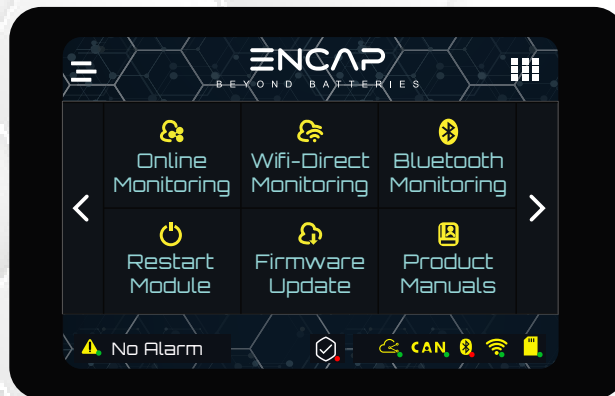 ENCAP
BEYOND BATTERIES
Online
Monitoring
Wifi-Direct
Monitoring
Bluetooth
Monitoring
Restart
Module
Firmware
Update
Product
Manuals
No Alarm
CAN